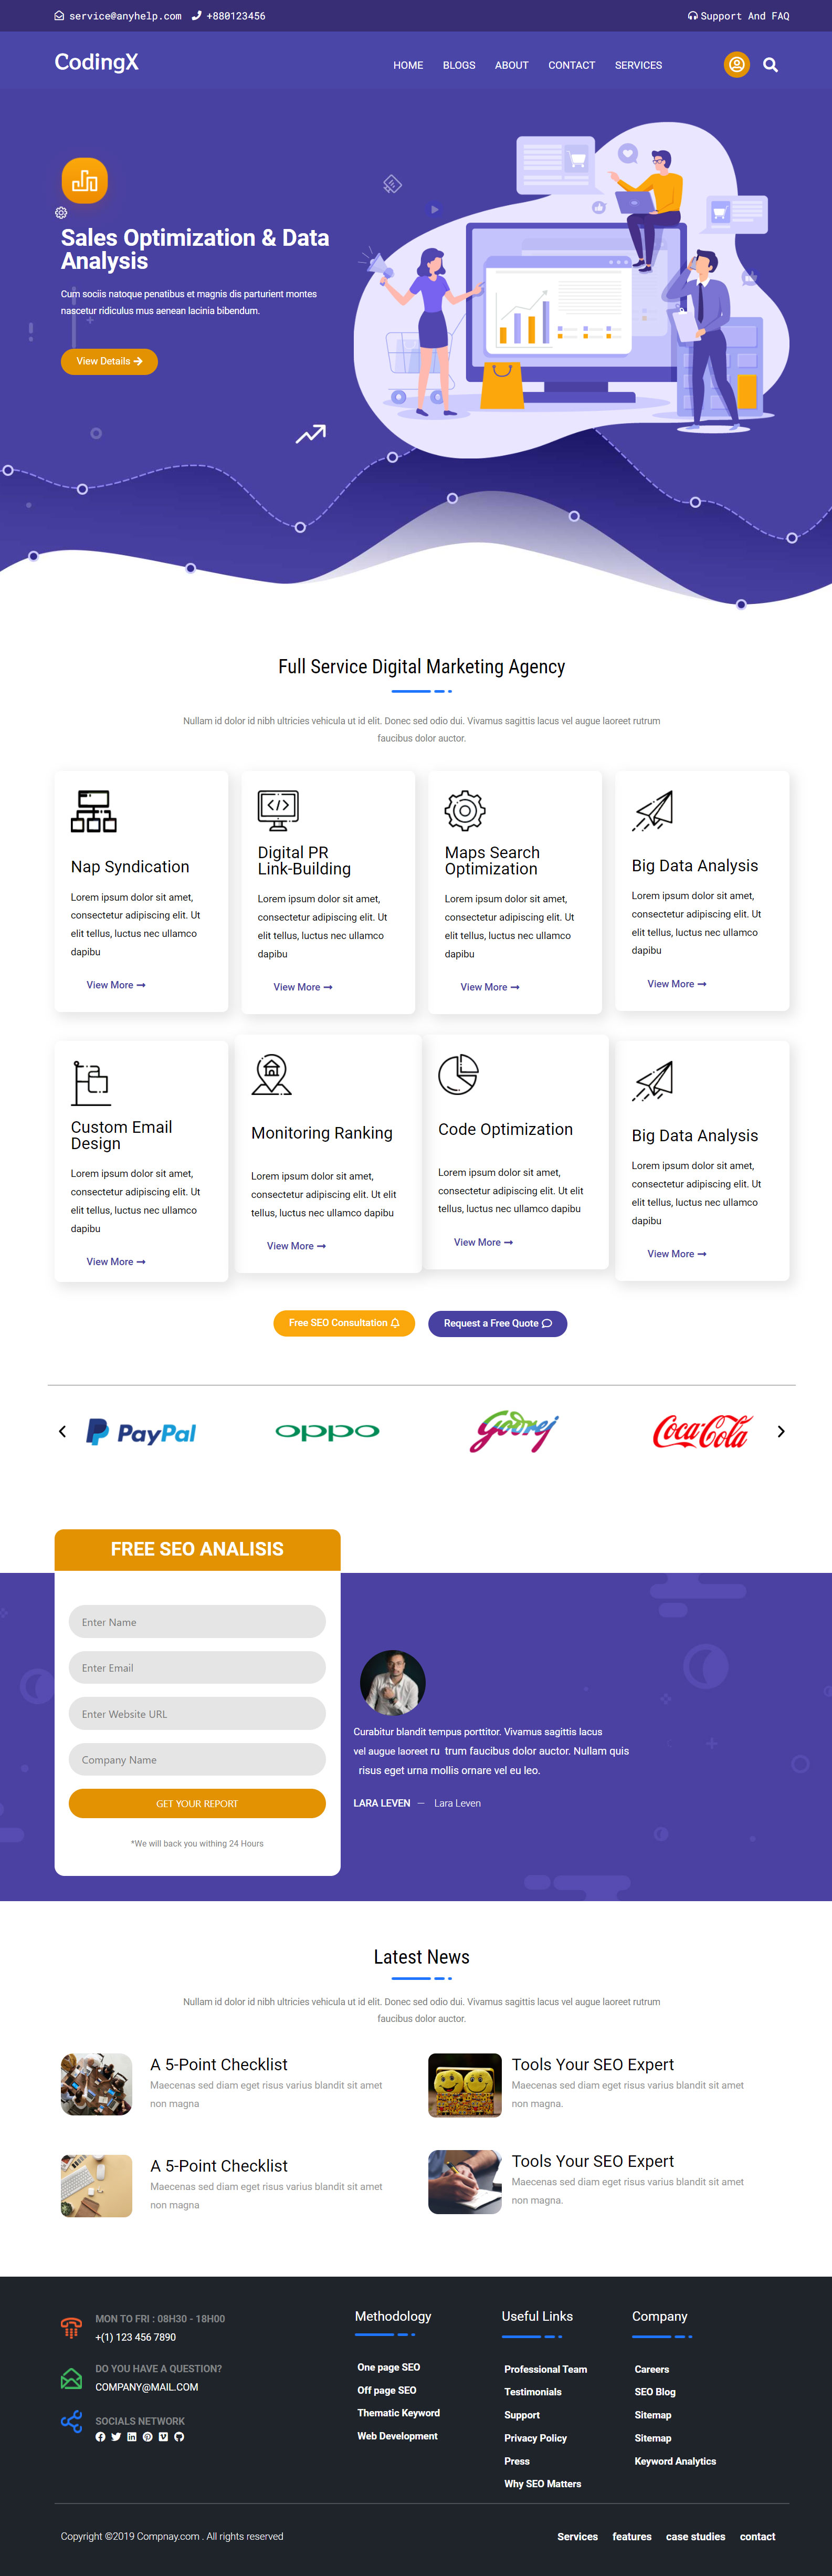 service@anyhelp.com +880123456 Support And FAQ
CodingX HOME BLOGS ABOUT CONTACT SERVICES
Sales Optimization & Data
Analysis
Cum sociis natoque penatibus et magnis dis parturient montes
nascetur ridiculus mus aenean lacinia bibendum.
View Details
Full Service Digital Marketing Agency
Nullam id dolor id nibh ultricies vehicula ut id elit. Donec sed odio dui. Vivamus sagittis lacus vel augue laoreet rutrum
faucibus dolor auctor.
Nap Syndication
Lorem ipsum dolor sit amet,
consectetur adipiscing elit. Ut
elit tellus, luctus nec ullamco
dapibu
View More
Digital PR
Link-Building
Lorem ipsum dolor sit amet,
consectetur adipiscing elit. Ut
elit tellus, luctus nec ullamco
dapibu
View More
Maps Search
Optimization
Lorem ipsum dolor sit amet,
consectetur adipiscing elit. Ut
elit tellus, luctus nec ullamco
dapibu
View More
Big Data Analysis
Lorem ipsum dolor sit amet,
consectetur adipiscing elit. Ut
elit tellus, luctus nec ullamco
dapibu
View More
Custom Email
Design
Lorem ipsum dolor sit amet,
consectetur adipiscing elit. Ut
elit tellus, luctus nec ullamco
dapibu
View More
Monitoring Ranking
Lorem ipsum dolor sit amet,
consectetur adipiscing elit. Ut elit
tellus, luctus nec ullamco dapibu
View More
Code Optimization
Lorem ipsum dolor sit amet,
consectetur adipiscing elit. Ut elit
tellus, luctus nec ullamco dapibu
View More
Big Data Analysis
Lorem ipsum dolor sit amet,
consectetur adipiscing elit. Ut
elit tellus, luctus nec ullamco
dapibu
View More
Free SEO Consultation
Request a Free Quote
PayPal
oppo
Godrej
Coca-Cola
FREE SEO ANALISIS
Enter Name
Enter Email
Enter Website URL
Company Name
GET YOUR REPORT
*We will back you withing 24 Hours
Curabitur blandit tempus porttitor. Vivamus sagittis lacus
vel augue laoreet ru trum faucibus dolor auctor. Nullam quis
risus eget urna mollis ornare vel eu leo.
LARA LEVEN — Lara Leven
Latest News
Nullam id dolor id nibh ultricies vehicula ut id elit. Donec sed odio dui. Vivamus sagittis lacus vel augue laoreet rutrum
faucibus dolor auctor.
A 5-Point Checklist
Maecenas sed diam eget risus varius blandit sit amet
non magna
Tools Your SEO Expert
Maecenas sed diam eget risus varius blandit sit amet
non magna.
A 5-Point Checklist
Maecenas sed diam eget risus varius blandit sit amet
non magna
Tools Your SEO Expert
Maecenas sed diam eget risus varius blandit sit amet
non magna.
MON TO FRI : 08H30 - 18H00
+(1) 123 456 7890
DO YOU HAVE A QUESTION?
COMPANY@MAIL.COM
SOCIALS NETWORK
Methodology
One page SEO
Off page SEO
Thematic Keyword
Web Development
Useful Links
Professional Team
Testimonials
Support
Privacy Policy
Press
Why SEO Matters
Company
Careers
SEO Blog
Sitemap
Sitemap
Keyword Analytics
Copyright ©2019 Compnay.com . All rights reserved
Services features case studies contact